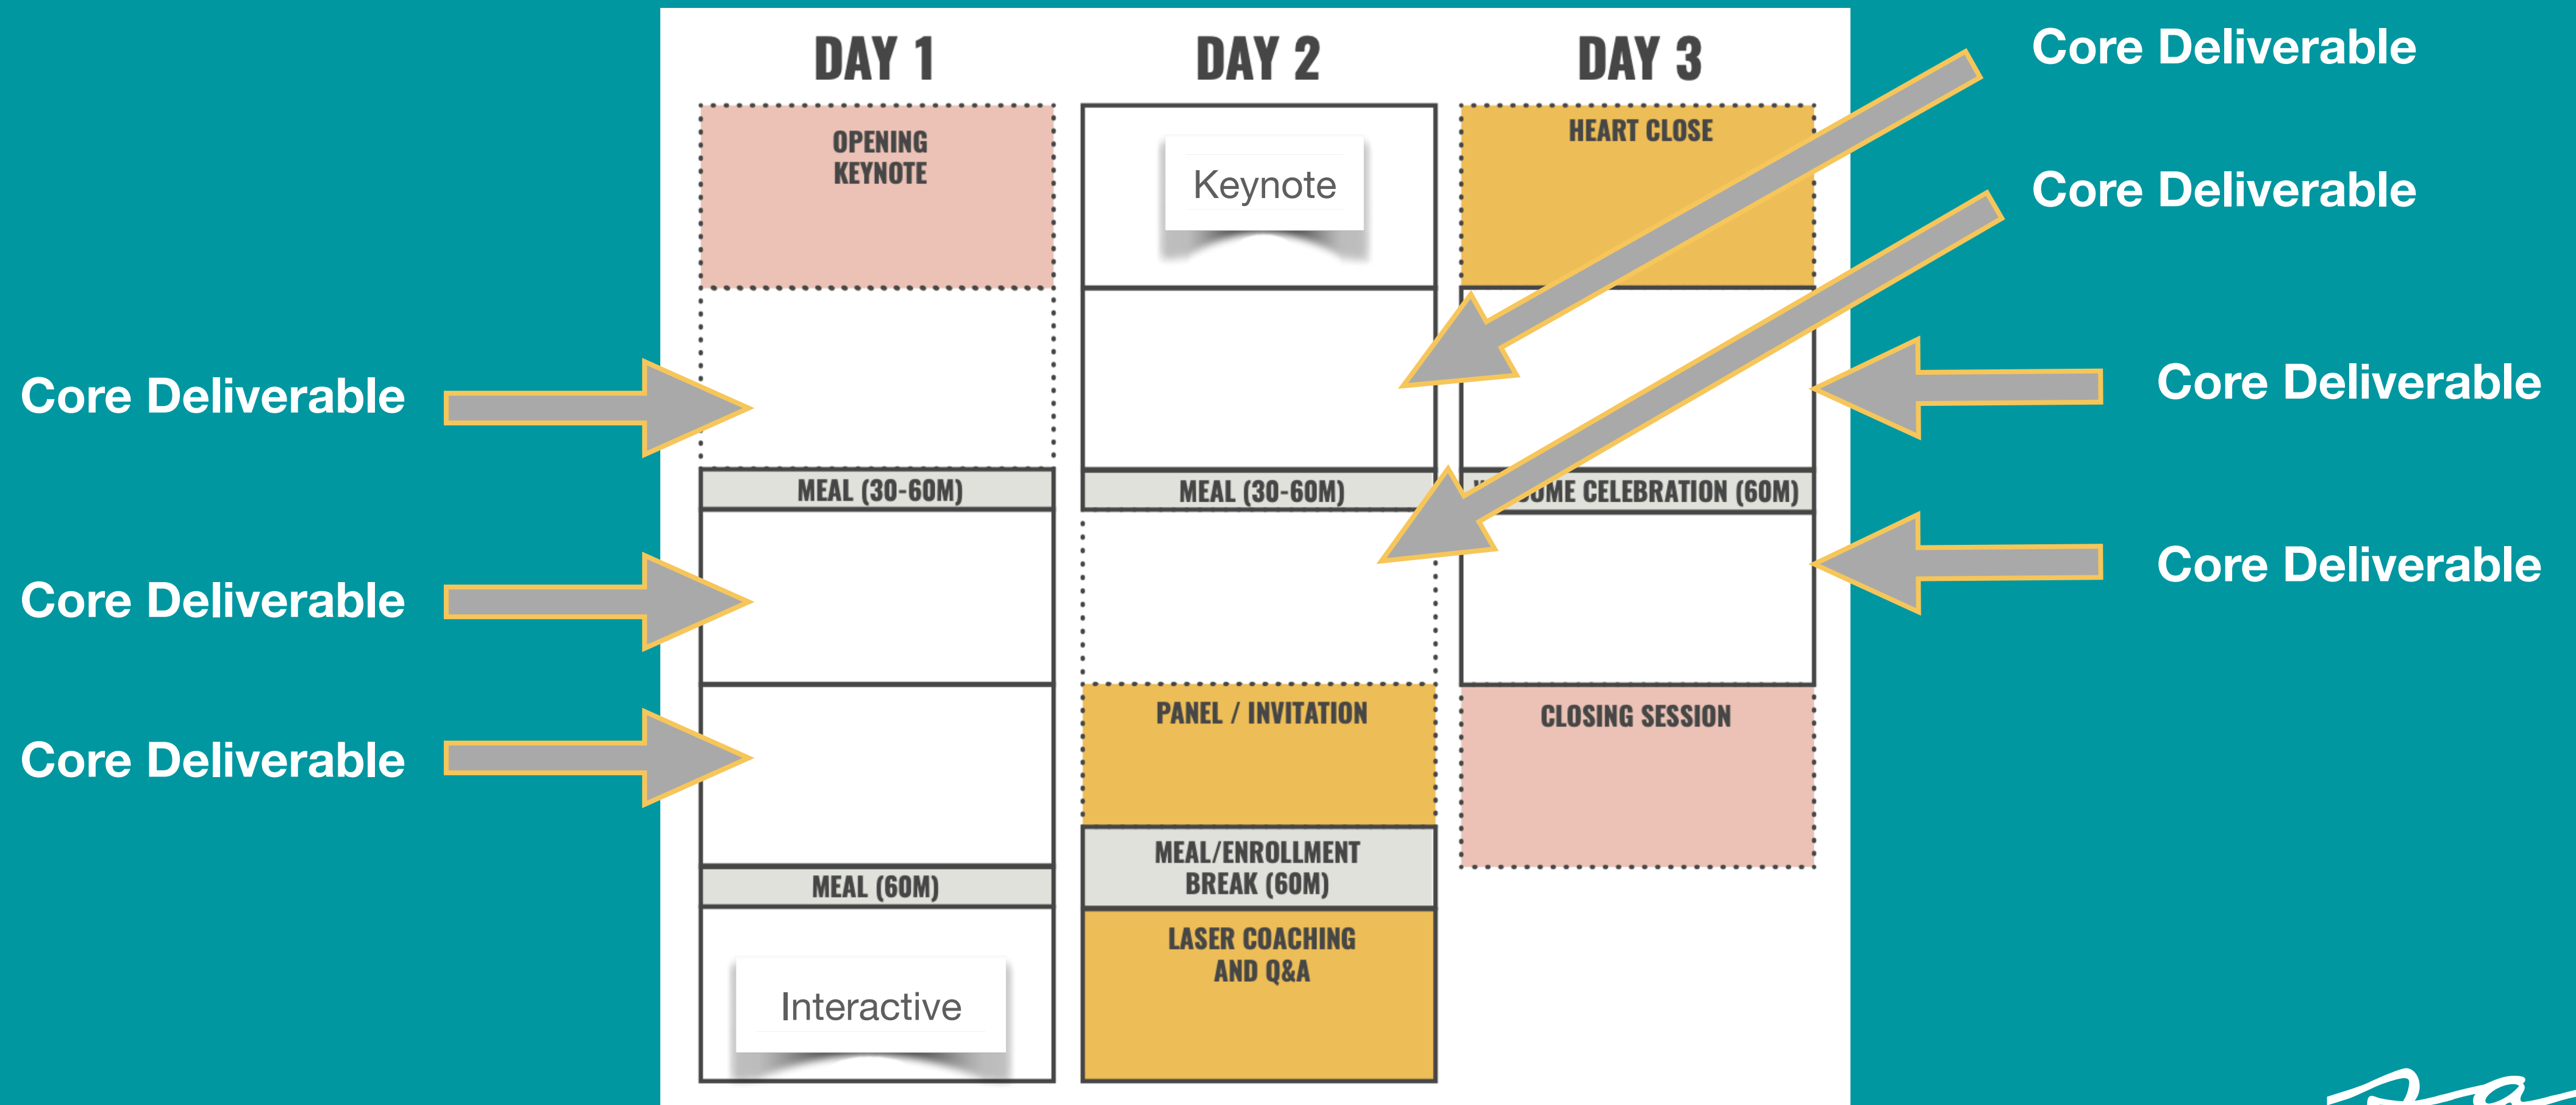 DAY 1
DAY 2
DAY 3
Core Deliverable
Core Deliverable
OPENING
KEYNOTE
Keynote
HEART CLOSE
Core Deliverable
Core Deliverable
MEAL (30-60M)
MEAL (30-60M)
CELEBRATION (60M)
Core Deliverable
Core Deliverable
Core Deliverable
PANEL / INVITATION
CLOSING SESSION
MEAL (60M)
MEAL/ENROLLMENT
BREAK (60M)
LASER COACHING
AND Q&A
Interactive